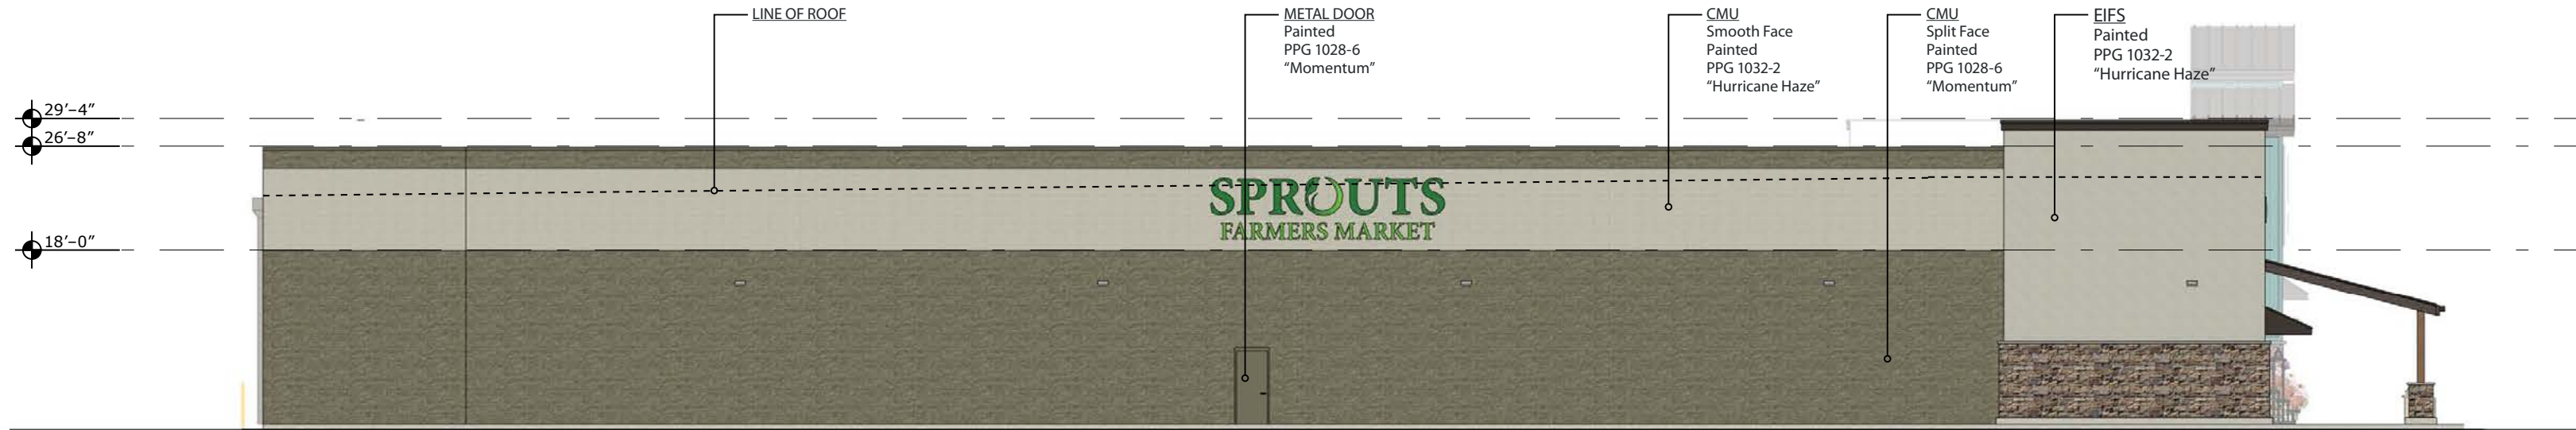 LINE OF ROOF
METAL DOOR
Painted
PPG 1028-6
“Momentum”
CMU
Smooth Face
Painted
PPG 1032-2
“Hurricane Haze”
CMU
Split Face
Painted
PPG 1028-6
“Momentum”
EIFS
Painted
PPG 1032-2
“Hurricane Haze”
29’–4”
26’–8”
18’–0”
SPROUTS
FARMERS MARKET